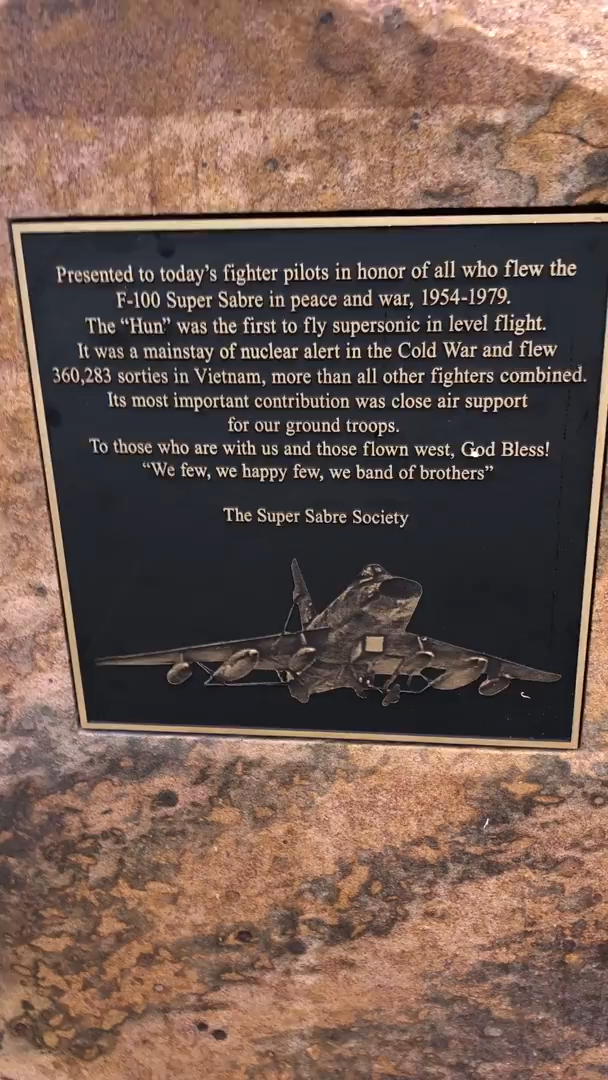 Presented to today's fighter pilots in honor of all who flew the
F-100 Super Sabre in peace and war, 1954-1979.
The "Hun" was the first to fly supersonic in level flight.
It was a mainstay of nuclear alert in the Cold War and flew
360,283 sorties in Vietnam, more than all other fighters combined.
Its most important contribution was close air support
for our ground troops.
To those who are with us and those flown west, God Bless!
"We few, we happy few, we band of brothers"
The Super Sabre Society